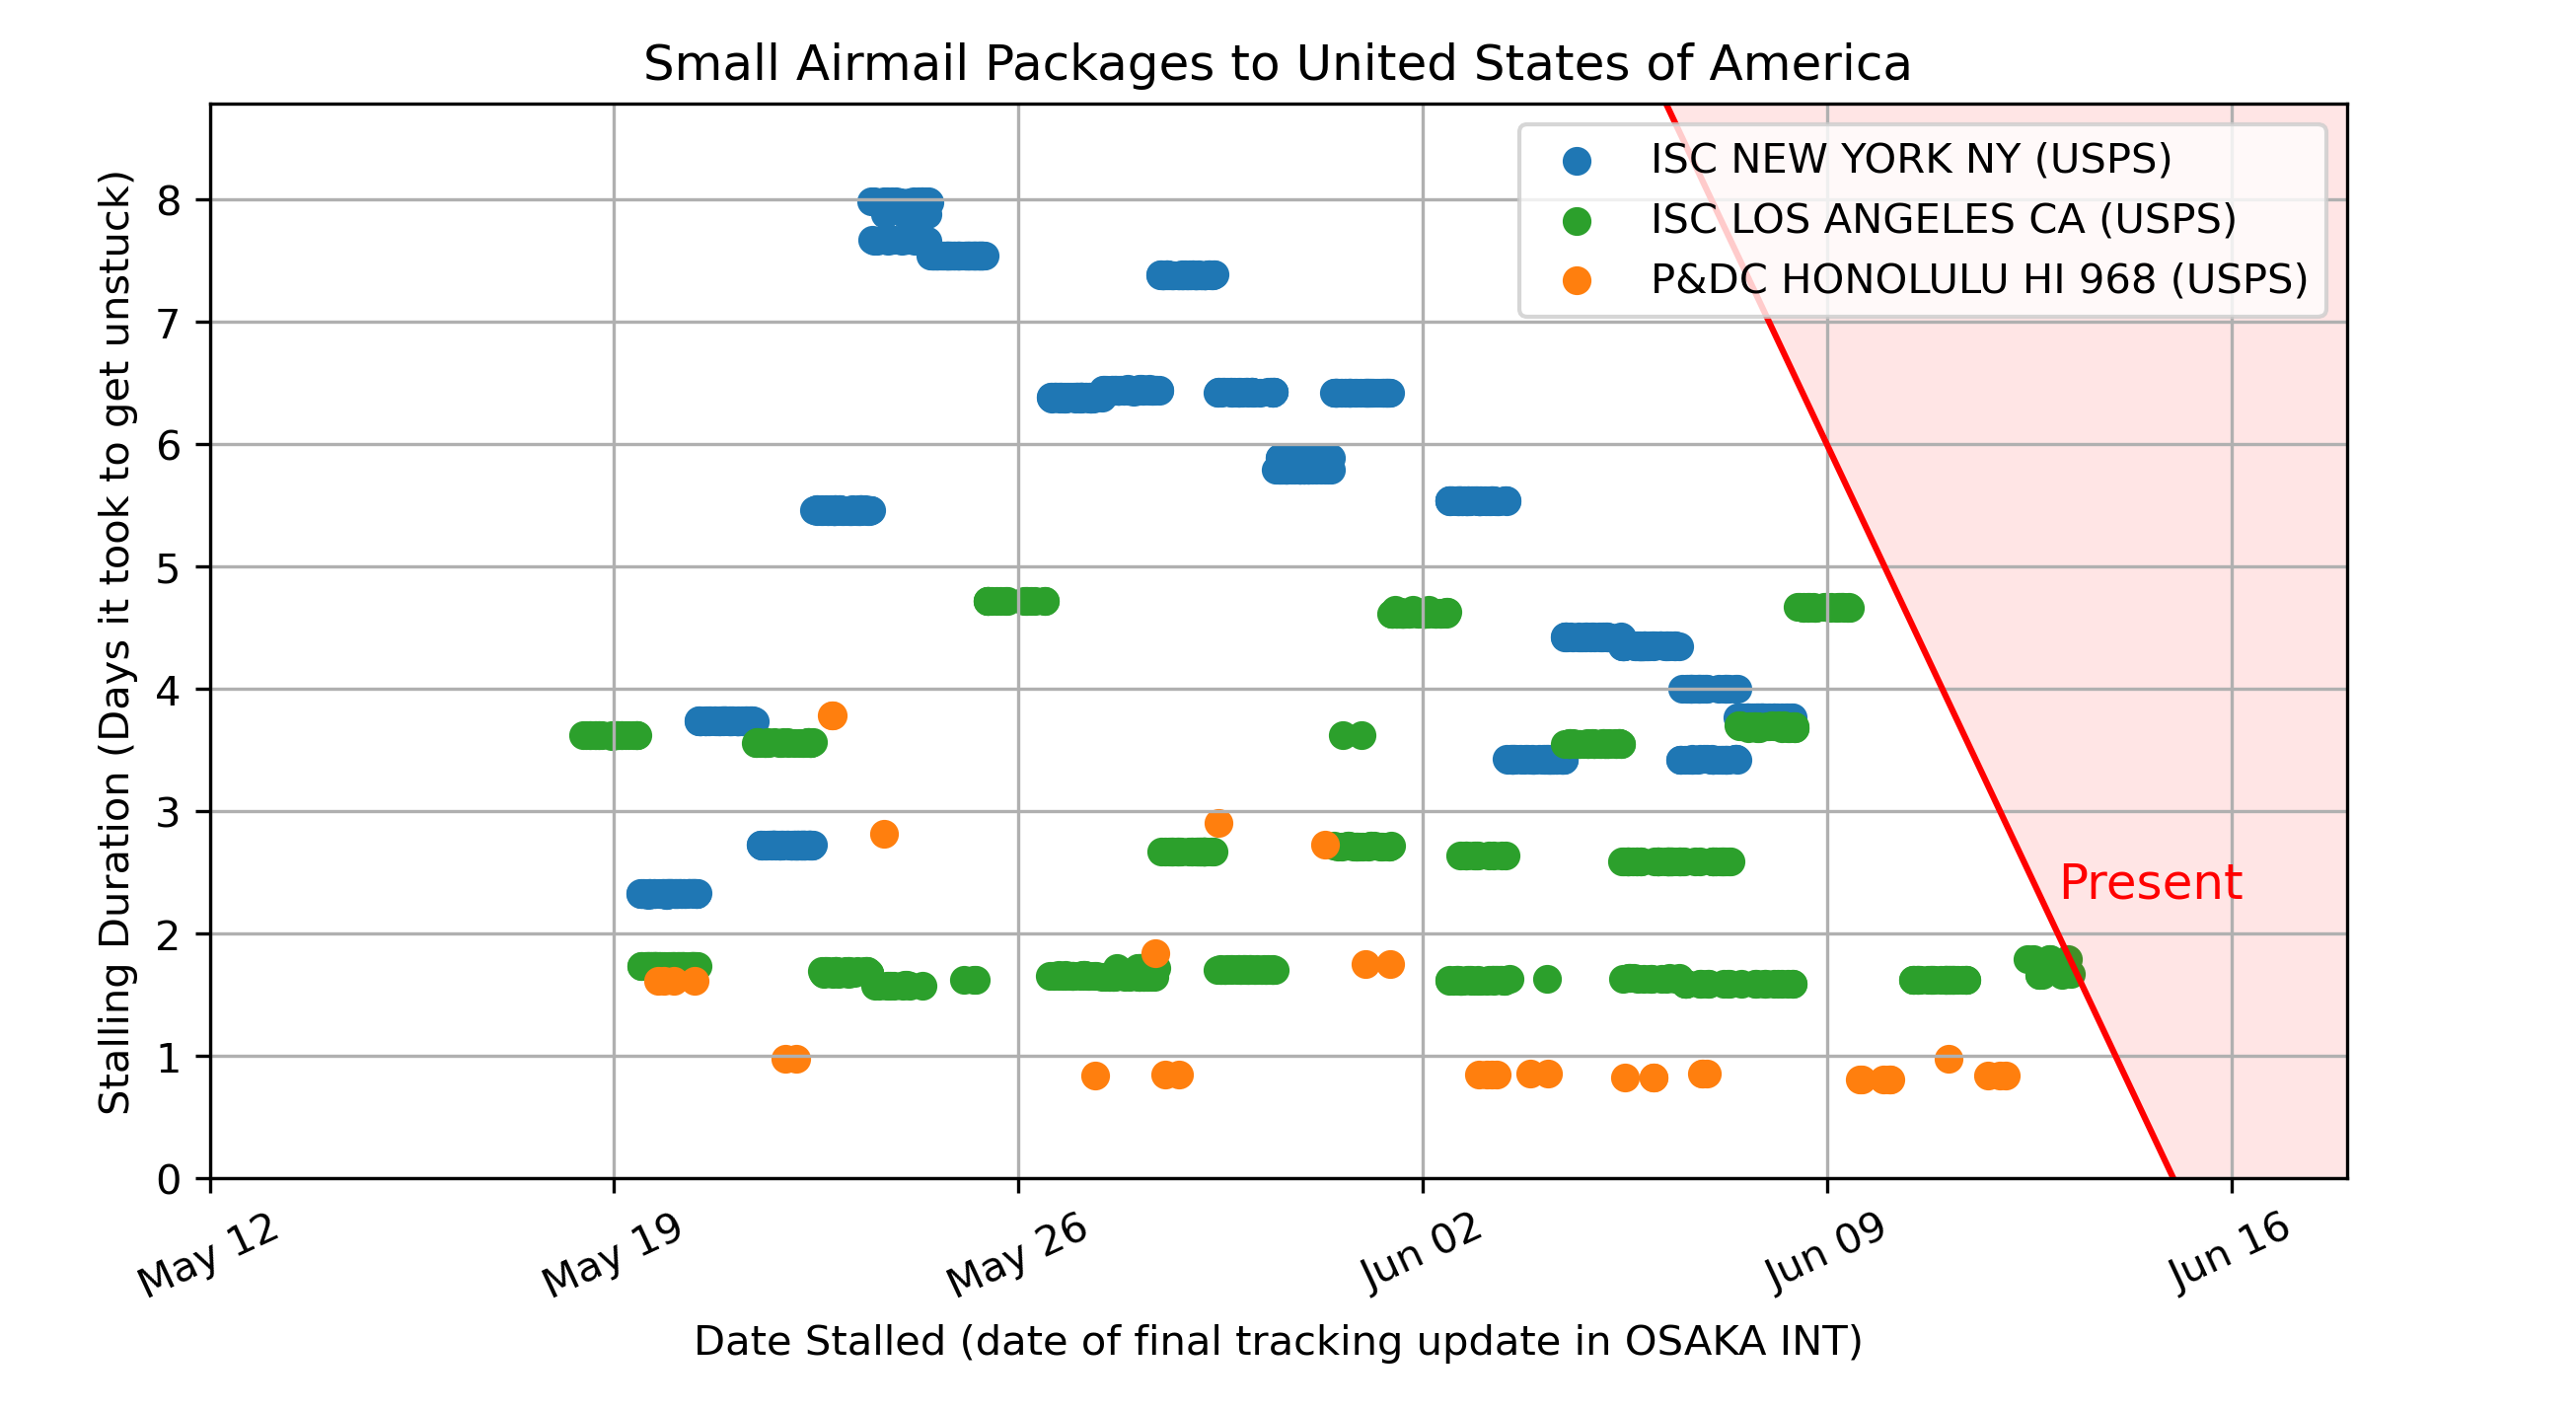 Small Airmail Packages to United States of America
ISC NEW YORK NY (USPS)
ISC LOS ANGELES CA (USPS)
P&DC HONOLULU HI 968 (USPS)
Stalling Duration (Days it took to get unstuck)
8
7
6
5
4
3
2
1
0
Present
May 12
May 19
May 26
Jun 02
Jun 09
Jun 16
Date Stalled (date of final tracking update in OSAKA INT)